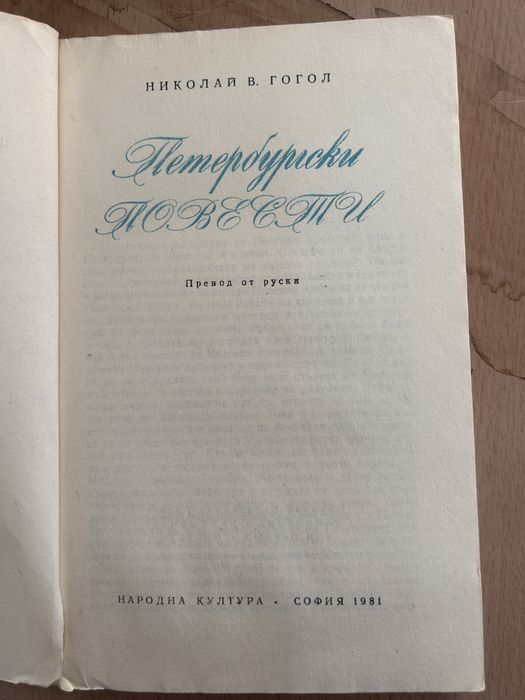 НИКОЛАЙ В. ГОГОЛ
Петербургски
ПОВЕСТИ
Превод от руски
НАРОДНА КУЛТУРА • СОФИЯ 1981